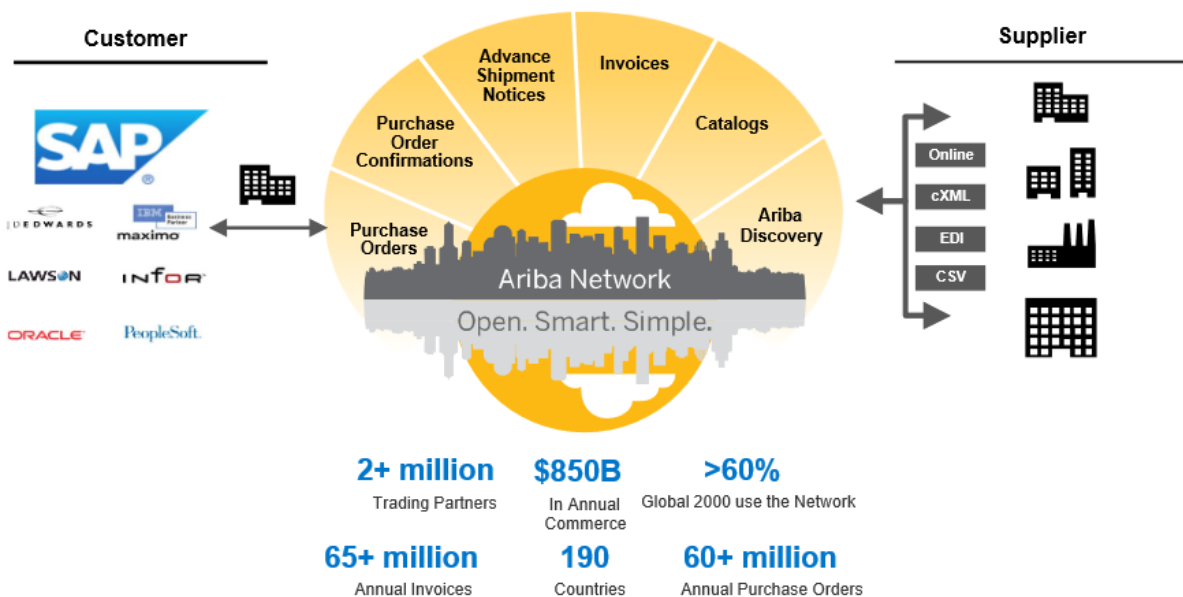 Customer
Supplier
SAP
®
JDEDWARDS
IBM
Business
Partner
maximo
LAWSON
INFOR
ORACLE
PeopleSoft.
Purchase
Orders
Purchase
Order
Confirmations
Advance
Shipment
Notices
Invoices
Catalogs
Ariba
Discovery
Ariba Network
Open. Smart. Simple.
Online
cXML
EDI
CSV
2+ million
Trading Partners
$850B
In Annual
Commerce
>60%
Global 2000 use the Network
65+ million
Annual Invoices
190
Countries
60+ million
Annual Purchase Orders